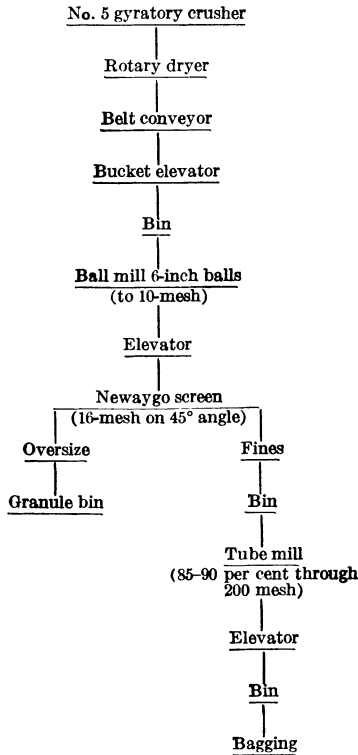 No. 5 gyratory crusher
Rotary dryer
Belt conveyor
Bucket elevator
Bin
Ball mill 6-inch balls
(to 10-mesh)
Elevator
Newaygo screen
(16-mesh on 45° angle)
Oversize
Granule bin
Fines
Bin
Tube mill
(85–90 per cent through
200 mesh)
Elevator
Bin
Bagging